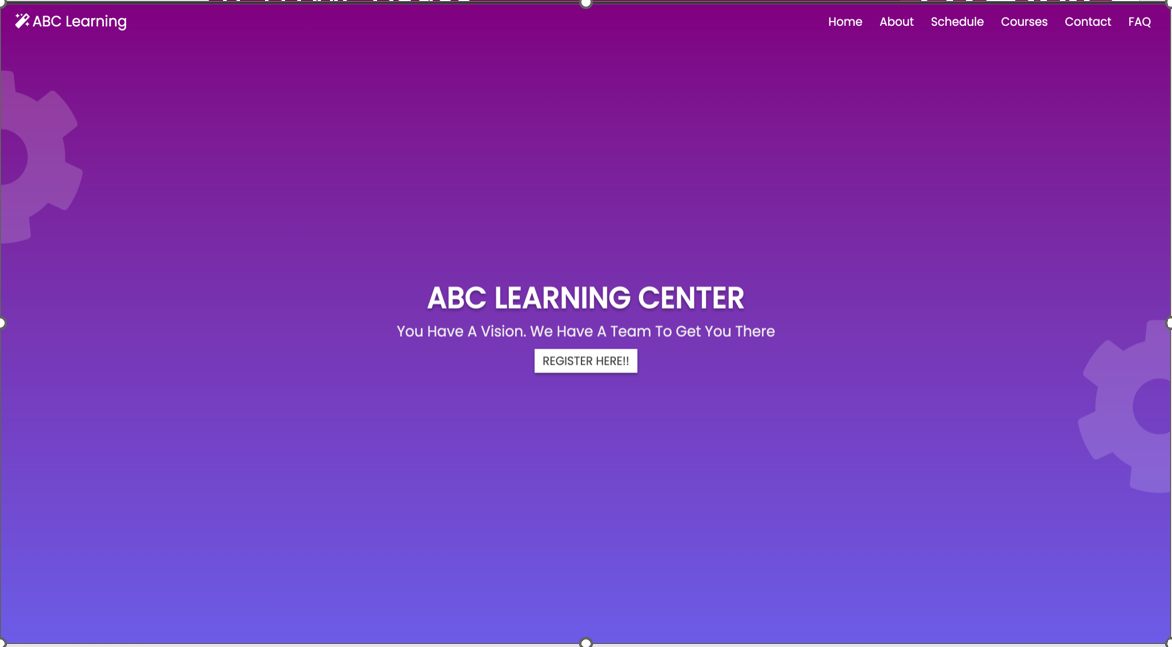 ABC Learning
Home About Schedule Courses Contact FAQ
ABC LEARNING CENTER
You Have A Vision. We Have A Team To Get You There
REGISTER HERE!!